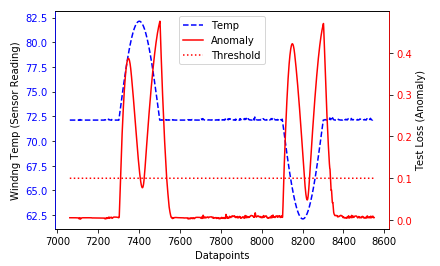 82.5
80.0
77.5
75.0
72.5
70.0
67.5
65.0
62.5
Windng Temp (Sensor Reading)
Temp
Anomaly
Threshold
0.4
0.3
0.2
0.1
0.0
Test Loss (Anomaly)
7000 7200 7400 7600 7800 8000 8200 8400 8600
Datapoints